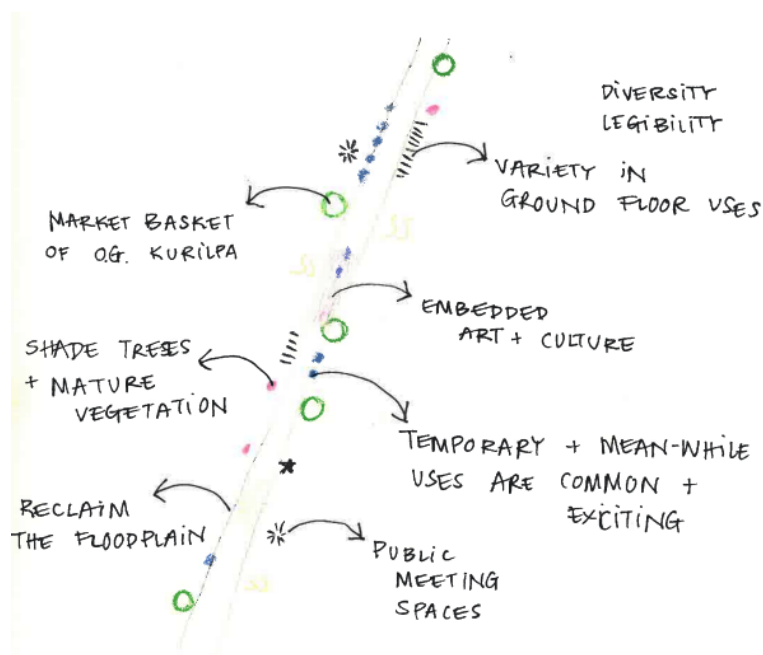 DIVERSITY
LEGIBILITY
VARIETY IN
GROUND FLOOR USES
MARKET BASKET
OF O.G. KURILPA
EMBEDDED
ART + CULTURE
SHADE TREES
+ MATURE
VEGETATION
TEMPORARY + MEAN-WHILE
USES ARE COMMON +
EXCITING
RECLAIM
THE FLOODPLAIN
PUBLIC
MEETING
SPACES